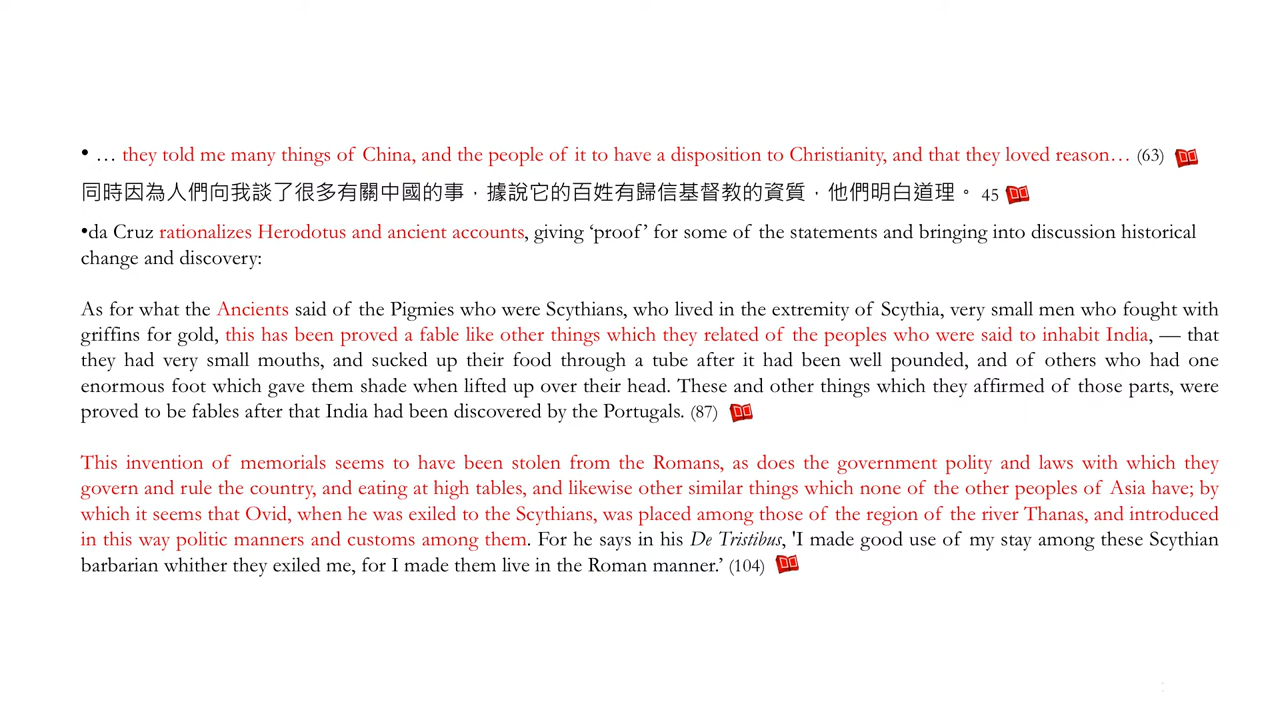 • … they told me many things of China, and the people of it to have a disposition to Christianity, and that they loved reason… (63)
同時因為人們向我談了很多有關中國的事，據說它的百姓有歸信基督教的資質，他們明白道理。 45
•da Cruz rationalizes Herodotus and ancient accounts, giving ‘proof’ for some of the statements and bringing into discussion historical
change and discovery:
As for what the Ancients said of the Pigmies who were Scythians, who lived in the extremity of Scythia, very small men who fought with
griffins for gold, this has been proved a fable like other things which they related of the peoples who were said to inhabit India, — that
they had very small mouths, and sucked up their food through a tube after it had been well pounded, and of others who had one
enormous foot which gave them shade when lifted up over their head. These and other things which they affirmed of those parts, were
proved to be fables after that India had been discovered by the Portugals. (87)
This invention of memorials seems to have been stolen from the Romans, as does the government polity and laws with which they
govern and rule the country, and eating at high tables, and likewise other similar things which none of the other peoples of Asia have; by
which it seems that Ovid, when he was exiled to the Scythians, was placed among those of the region of the river Thanas, and introduced
in this way politic manners and customs among them. For he says in his De Tristibus, 'I made good use of my stay among these Scythian
barbarian whither they exiled me, for I made them live in the Roman manner.’ (104)